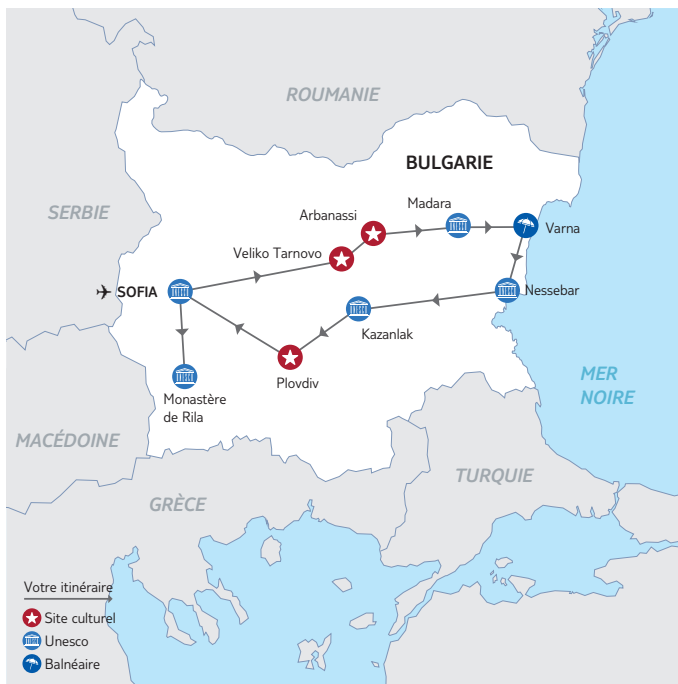 ROUMANIE
BULGARIE
SERBIE
Arbanassi
Madara
Varna
Veliko Tarnovo
SOFIA
Nessebar
Kazanlak
Plovdiv
Monastère
de Rila
MER
NOIRE
MACÉDOINE
TURQUIE
GRÈCE
Votre itinéraire
Site culturel
Unesco
Balnéaire